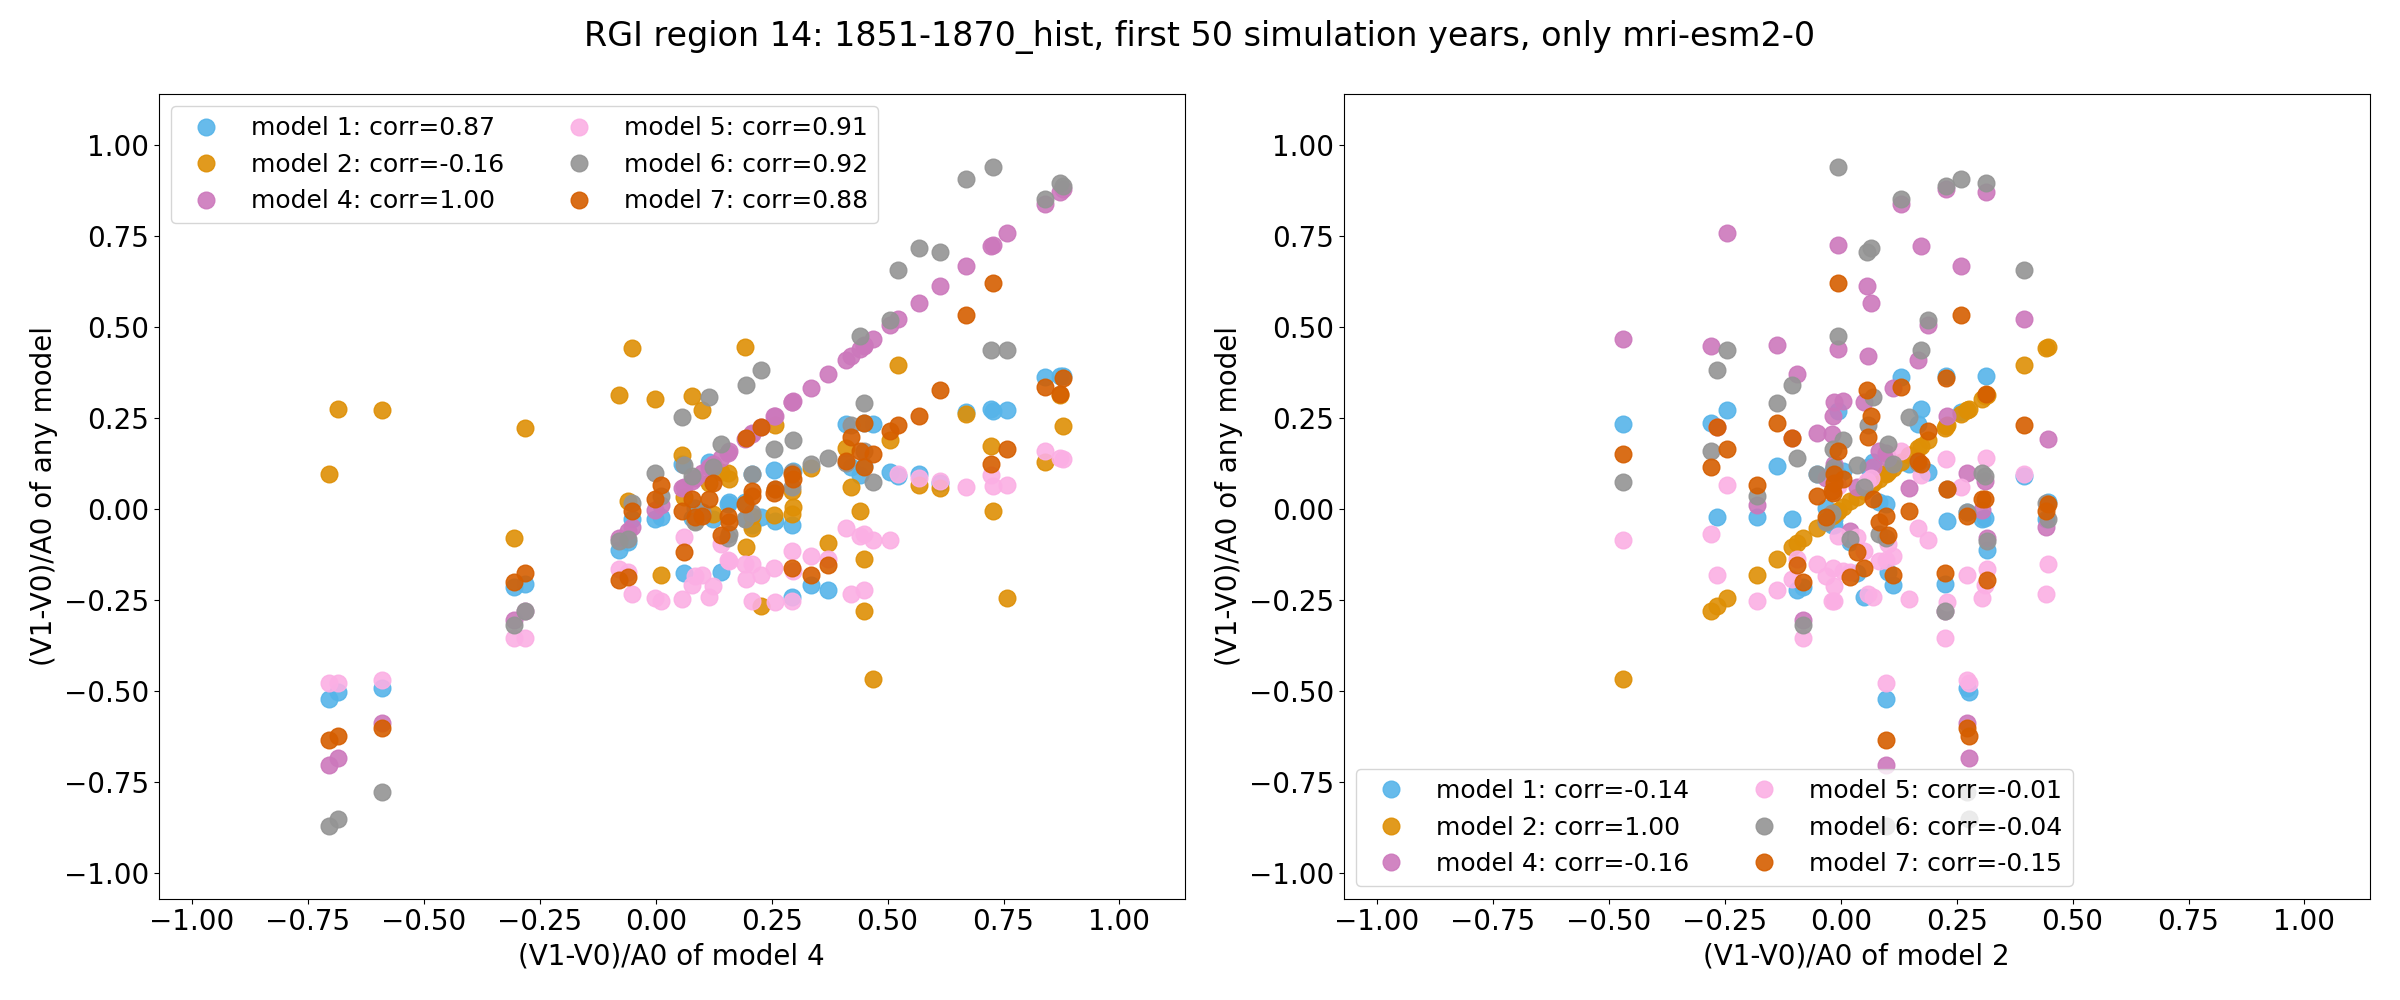 RGI region 14: 1851-1870_hist, first 50 simulation years, only mri-esm2-0
(V1-V0)/A0 of any model
1.00
0.75
0.50
0.25
0.00
−0.25
−0.50
−0.75
−1.00
model 1: corr=0.87
model 2: corr=-0.16
model 4: corr=1.00
model 5: corr=0.91
model 6: corr=0.92
model 7: corr=0.88
−1.00 −0.75 −0.50 −0.25 0.00 0.25 0.50 0.75 1.00
(V1-V0)/A0 of model 4
(V1-V0)/A0 of any model
1.00
0.75
0.50
0.25
0.00
−0.25
−0.50
−0.75
−1.00
model 1: corr=-0.14
model 2: corr=1.00
model 4: corr=-0.16
model 5: corr=-0.01
model 6: corr=-0.04
model 7: corr=-0.15
−1.00 −0.75 −0.50 −0.25 0.00 0.25 0.50 0.75 1.00
(V1-V0)/A0 of model 2